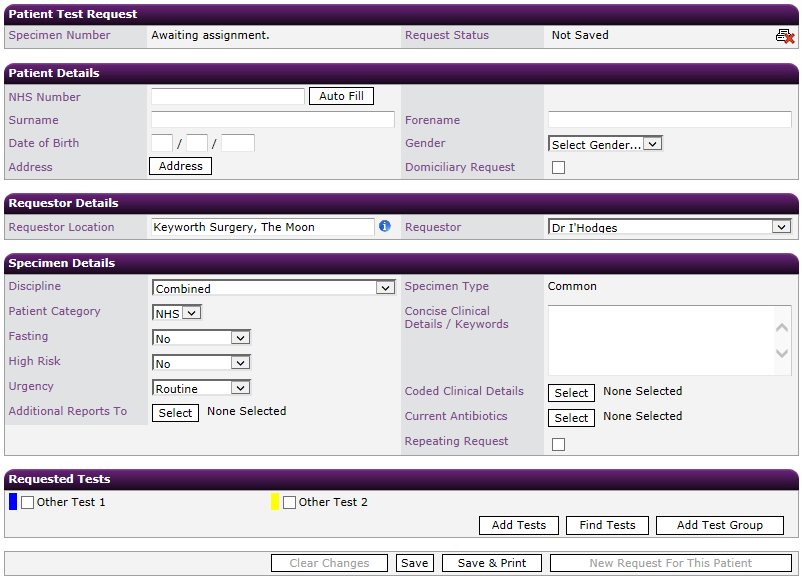 Patient Test Request
Specimen Number Awaiting assignment. Request Status Not Saved
Patient Details
NHS Number Auto Fill
Surname Forename
Date of Birth / / Gender Select Gender...
Address Address Domiciliary Request
Requestor Details
Requestor Location Keyworth Surgery, The Moon i Requestor Dr I'Hodges
Specimen Details
Discipline Combined Specimen Type Common
Patient Category NHS Concise Clinical
Details / Keywords
Fasting No
High Risk No
Urgency Routine Coded Clinical Details Select None Selected
Additional Reports To Select None Selected Current Antibiotics Select None Selected
Repeating Request
Requested Tests
Other Test 1 Other Test 2
Add Tests Find Tests Add Test Group
Clear Changes Save Save & Print New Request For This Patient